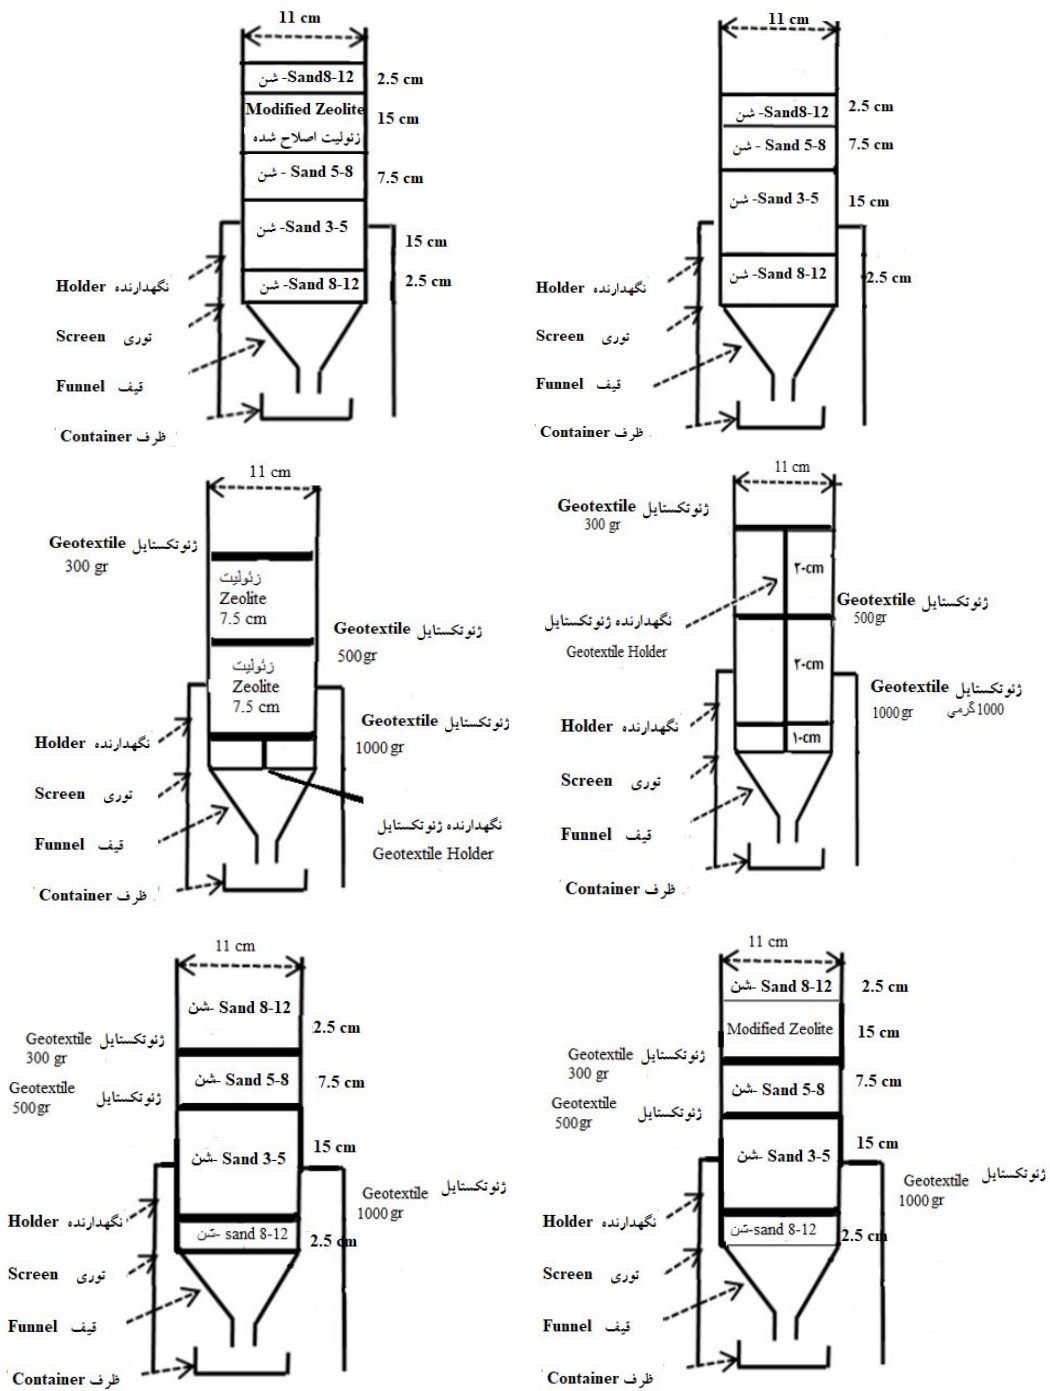 11 cm
شن -Sand8-12 2.5 cm
Modified Zeolite 15 cm
زئولیت اصلاح شده
شن - Sand 5-8 7.5 cm
شن -Sand 3-5
15 cm
شن -Sand 8-12 2.5 cm
Holder نگهدارنده
Screen توری
Funnel قیف
Container ظرف
11 cm
شن -Sand8-12 2.5 cm
شن - Sand 5-8 7.5 cm
شن -Sand 3-5 15 cm
شن -Sand 8-12 2.5 cm
Holder نگهدارنده
Screen توری
Funnel قیف
Container ظرف
11 cm
Geotextile ژئوتکستایل
300 gr
زئولیت
Zeolite
7.5 cm
Geotextile ژئوتکستایل
500gr
زئولیت
Zeolite
7.5 cm
Geotextile ژئوتکستایل
1000 gr
Holder نگهدارنده
Screen توری
Funnel قیف
نگهدارنده ژئوتکستایل
Geotextile Holder
Container ظرف
11 cm
Geotextile ژئوتکستایل
300 gr
۲۰cm
Geotextile ژئوتکستایل
500gr
نگهدارنده ژئوتکستایل
Geotextile Holder
۲۰cm
Geotextile ژئوتکستایل
1000gr 1000گرمي
Holder نگهدارنده
۱۰cm
Screen توری
Funnel قیف
Container ظرف
11 cm
شن- Sand 8-12
2.5 cm
Geotextile ژئوتکستایل
300 gr
شن- Sand 5-8 7.5 cm
Geotextile ژئوتکستایل
500gr
شن- Sand 3-5 15 cm
Geotextile ژئوتکستایل
1000 gr
Holder نگهدارنده
شن- sand 8-12 2.5 cm
Screen توری
Funnel قیف
Container ظرف
11 cm
شن- Sand 8-12 2.5 cm
Modified Zeolite 15 cm
Geotextile ژئوتکستایل
300 gr
شن- Sand 5-8 7.5 cm
Geotextile ژئوتکستایل
500gr
شن- Sand 3-5 15 cm
Geotextile ژئوتکستایل
1000 gr
Holder نگهدارنده
شن-sand 8-12 2.5 cm
Screen توری
Funnel قیف
Container ظرف